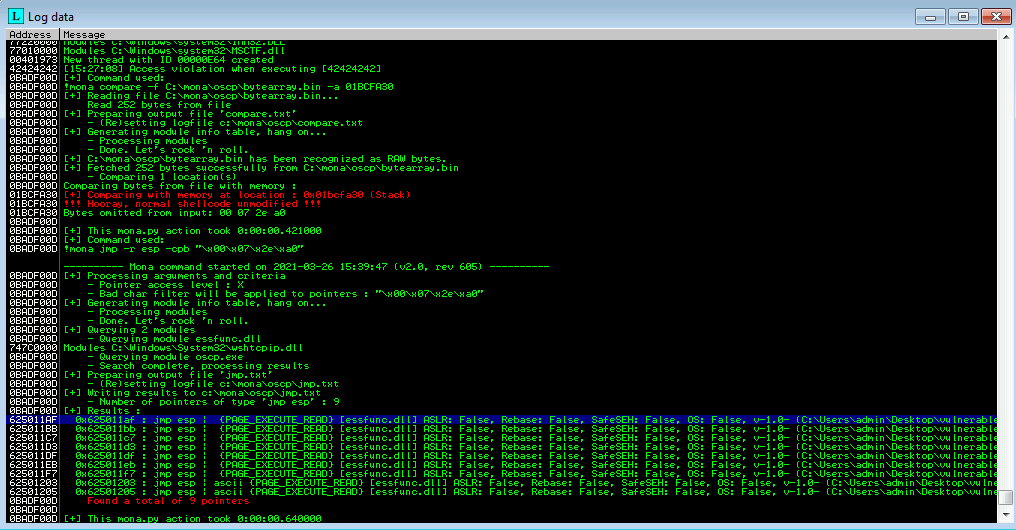 Log data
Address Message
77220000 Modules C:\Windows\system32\IMM32.DLL
77010000 Modules C:\Windows\system32\MSCTF.dll
00401973 New thread with ID 00000E64 created
42424242 [15:27:08] Access violation when executing [42424242]
0BADF00D [+] Command used:
0BADF00D !mona compare -f C:\mona\oscp\bytearray.bin -a 01BCFA30
0BADF00D [+] Reading file C:\mona\oscp\bytearray.bin...
0BADF00D Read 252 bytes from file
0BADF00D [+] Preparing output file 'compare.txt'
0BADF00D - (Re)setting logfile c:\mona\oscp\compare.txt
0BADF00D [+] Generating module info table, hang on...
0BADF00D - Processing modules
0BADF00D - Done. Let's rock 'n roll.
0BADF00D [+] C:\mona\oscp\bytearray.bin has been recognized as RAW bytes.
0BADF00D [+] Fetched 252 bytes successfully from C:\mona\oscp\bytearray.bin
0BADF00D - Comparing 1 location(s)
0BADF00D Comparing bytes from file with memory :
01BCFA30 [+] Comparing with memory at location : 0x01bcfa30 (Stack)
01BCFA30 !!! Hooray, normal shellcode unmodified !!!
01BCFA30 Bytes omitted from input: 00 07 2e a0
0BADF00D
0BADF00D [+] This mona.py action took 0:00:00.421000
0BADF00D [+] Command used:
0BADF00D !mona jmp -r esp -cpb "\x00\x07\x2e\xa0"
---------- Mona command started on 2021-03-26 15:39:47 (v2.0, rev 605) ----------
0BADF00D [+] Processing arguments and criteria
0BADF00D - Pointer access level : X
0BADF00D - Bad char filter will be applied to pointers : "\x00\x07\x2e\xa0"
0BADF00D [+] Generating module info table, hang on...
0BADF00D - Processing modules
0BADF00D - Done. Let's rock 'n roll.
0BADF00D [+] Querying 2 modules
0BADF00D - Querying module essfunc.dll
747C0000 Modules C:\Windows\System32\wshtcpip.dll
0BADF00D - Querying module oscp.exe
0BADF00D - Search complete, processing results
0BADF00D [+] Preparing output file 'jmp.txt'
0BADF00D - (Re)setting logfile c:\mona\oscp\jmp.txt
0BADF00D [+] Writing results to c:\mona\oscp\jmp.txt
0BADF00D - Number of pointers of type 'jmp esp' : 9
0BADF00D [+] Results :
625011AF 0x625011af : jmp esp | {PAGE_EXECUTE_READ} [essfunc.dll] ASLR: False, Rebase: False, SafeSEH: False, OS: False, v-1.0- (C:\Users\admin\Desktop\vulnerable
625011BB 0x625011bb : jmp esp | {PAGE_EXECUTE_READ} [essfunc.dll] ASLR: False, Rebase: False, SafeSEH: False, OS: False, v-1.0- (C:\Users\admin\Desktop\vulnerable
625011C7 0x625011c7 : jmp esp | {PAGE_EXECUTE_READ} [essfunc.dll] ASLR: False, Rebase: False, SafeSEH: False, OS: False, v-1.0- (C:\Users\admin\Desktop\vulnerable
625011D3 0x625011d3 : jmp esp | {PAGE_EXECUTE_READ} [essfunc.dll] ASLR: False, Rebase: False, SafeSEH: False, OS: False, v-1.0- (C:\Users\admin\Desktop\vulnerable
625011DF 0x625011df : jmp esp | {PAGE_EXECUTE_READ} [essfunc.dll] ASLR: False, Rebase: False, SafeSEH: False, OS: False, v-1.0- (C:\Users\admin\Desktop\vulnerable
625011EB 0x625011eb : jmp esp | {PAGE_EXECUTE_READ} [essfunc.dll] ASLR: False, Rebase: False, SafeSEH: False, OS: False, v-1.0- (C:\Users\admin\Desktop\vulnerable
625011F7 0x625011f7 : jmp esp | {PAGE_EXECUTE_READ} [essfunc.dll] ASLR: False, Rebase: False, SafeSEH: False, OS: False, v-1.0- (C:\Users\admin\Desktop\vulnerable
62501203 0x62501203 : jmp esp | ascii {PAGE_EXECUTE_READ} [essfunc.dll] ASLR: False, Rebase: False, SafeSEH: False, OS: False, v-1.0- (C:\Users\admin\Desktop\vulne
62501205 0x62501205 : jmp esp | ascii {PAGE_EXECUTE_READ} [essfunc.dll] ASLR: False, Rebase: False, SafeSEH: False, OS: False, v-1.0- (C:\Users\admin\Desktop\vulne
0BADF00D Found a total of 9 pointers
0BADF00D
0BADF00D [+] This mona.py action took 0:00:00.640000